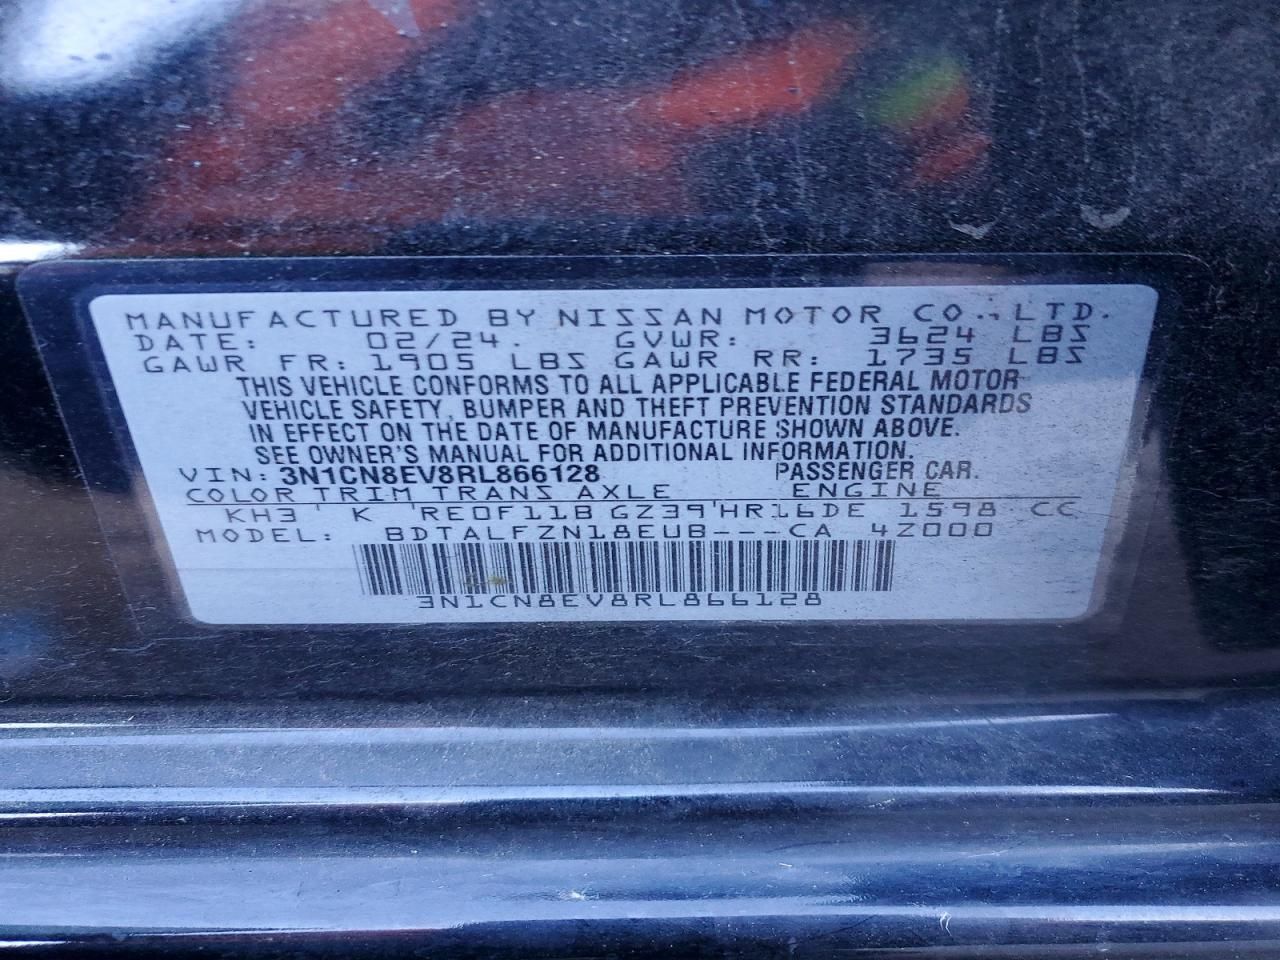 MANUFACTURED BY NISSAN MOTOR CO., LTD.
DATE: 02/24. GVWR: 3624 LBS
GAWR FR: 1905 LBS GAWR RR: 1735 LBS
THIS VEHICLE CONFORMS TO ALL APPLICABLE FEDERAL MOTOR
VEHICLE SAFETY, BUMPER AND THEFT PREVENTION STANDARDS
IN EFFECT ON THE DATE OF MANUFACTURE SHOWN ABOVE.
SEE OWNER'S MANUAL FOR ADDITIONAL INFORMATION.
VIN: 3N1CN8EV8RL866128 PASSENGER CAR.
COLOR TRIM TRANS AXLE ENGINE
KH3 K RE0F11B GZ39 HR16DE 1598 CC
MODEL: BDTALFZN18EUB---CA 4Z000
3N1CN8EV8RL866128